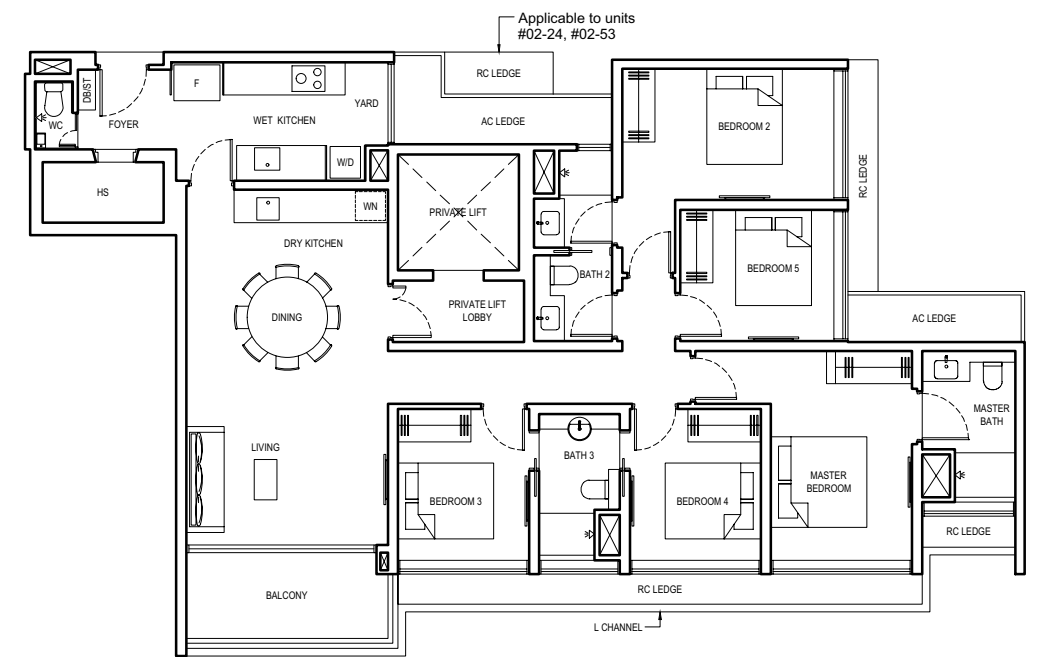 Applicable to units
#02-24, #02-53
RC LEDGE
F
DB/ST
YARD
WC
FOYER
WET KITCHEN
AC LEDGE
BEDROOM 2
W/D
RC LEDGE
HS
WN
PRIVATE LIFT
DRY KITCHEN
BATH 2
BEDROOM 5
PRIVATE LIFT
LOBBY
DINING
AC LEDGE
MASTER
BATH
LIVING
BATH 3
BEDROOM 3
BEDROOM 4
MASTER
BEDROOM
RC LEDGE
BALCONY
RC LEDGE
L CHANNEL